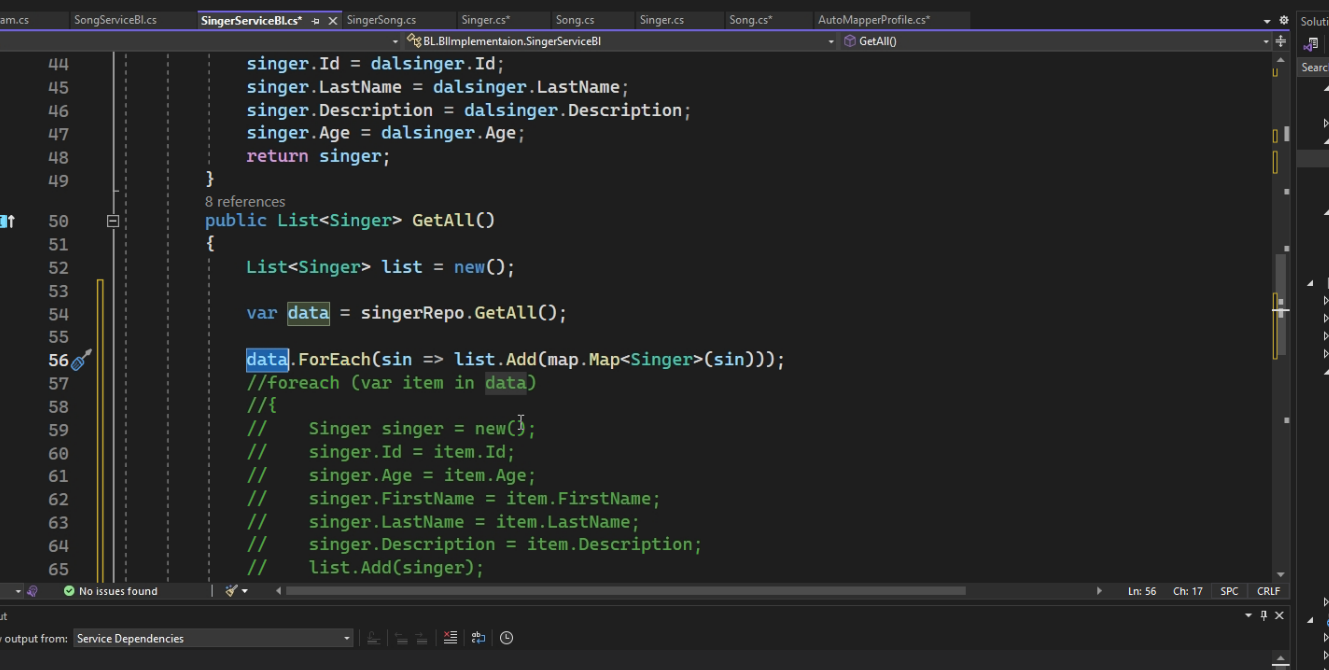 am.cs SongServiceBl.cs SingerServiceBl.cs* SingerSong.cs Singer.cs* Song.cs Singer.cs Song.cs* AutoMapperProfile.cs* Soluti
BL.BlImplementaion.SingerServiceBl GetAll()
Searc
44 singer.Id = dalsinger.Id;
45 singer.LastName = dalsinger.LastName;
46 singer.Description = dalsinger.Description;
47 singer.Age = dalsinger.Age;
48 return singer;
49 }
8 references
50 public List<Singer> GetAll()
51 {
52 List<Singer> list = new();
53
54 var data = singerRepo.GetAll();
55
56 data.ForEach(sin => list.Add(map.Map<Singer>(sin)));
57 //foreach (var item in data)
58 //{
59 // Singer singer = new();
60 // singer.Id = item.Id;
61 // singer.Age = item.Age;
62 // singer.FirstName = item.FirstName;
63 // singer.LastName = item.LastName;
64 // singer.Description = item.Description;
65 // list.Add(singer);
No issues found Ln: 56 Ch: 17 SPC CRLF
ut
output from: Service Dependencies